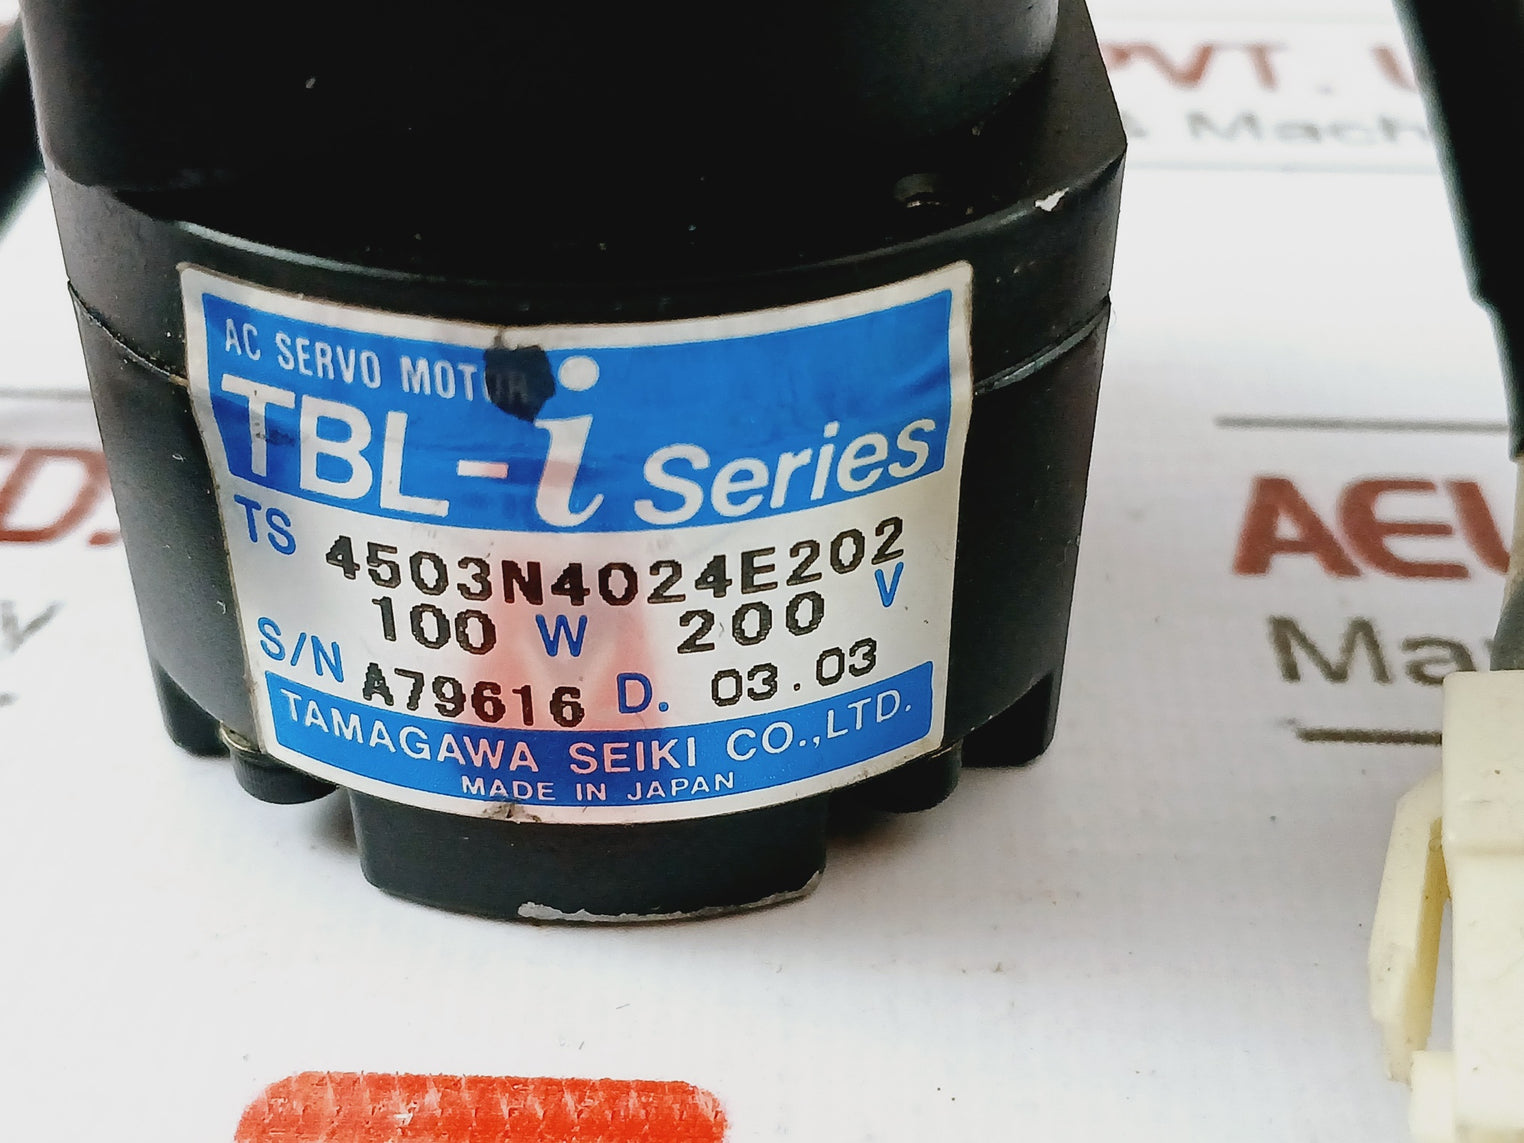 AC SERVO MOTOR
TBL-i Series
TS 4503N4024E202
100 W 200 V
S/N A79616 D. 03.03
TAMAGAWA SEIKI CO.,LTD.
MADE IN JAPAN
PVT.